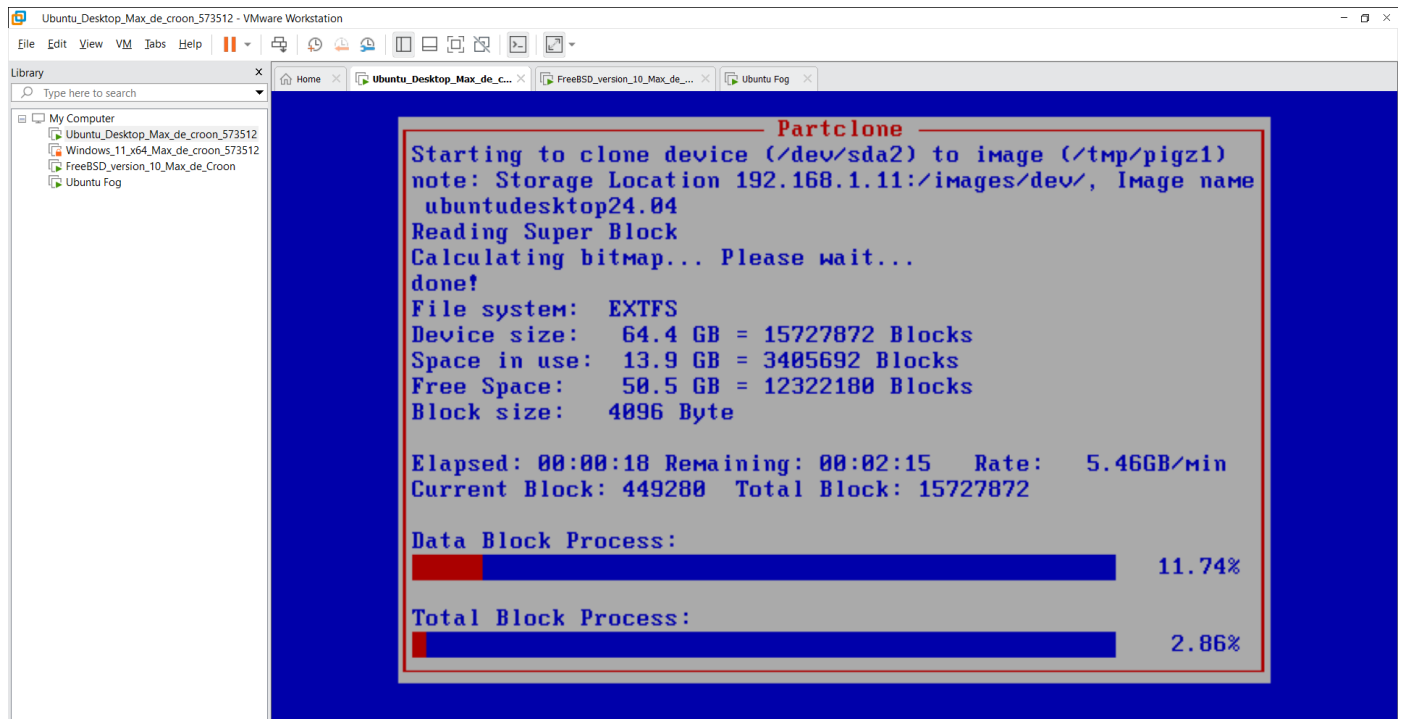 Ubuntu_Desktop_Max_de_croon_573512 - VMware Workstation
File Edit View VM Tabs Help
Library X
Type here to search
My Computer
Ubuntu_Desktop_Max_de_croon_573512
Windows_11_x64_Max_de_croon_573512
FreeBSD_version_10_Max_de_Croon
Ubuntu Fog
Home Ubuntu_Desktop_Max_de_c... FreeBSD_version_10_Max_de_... Ubuntu Fog
Partclone
Starting to clone device (/dev/sda2) to image (/tmp/pigz1)
note: Storage Location 192.168.1.11:/images/dev/, Image name
ubuntudesktop24.04
Reading Super Block
Calculating bitmap... Please wait...
done!
File system: EXTFS
Device size: 64.4 GB = 15727872 Blocks
Space in use: 13.9 GB = 3405692 Blocks
Free Space: 50.5 GB = 12322180 Blocks
Block size: 4096 Byte
Elapsed: 00:00:18 Remaining: 00:02:15 Rate: 5.46GB/min
Current Block: 449280 Total Block: 15727872
Data Block Process:
11.74%
Total Block Process:
2.86%